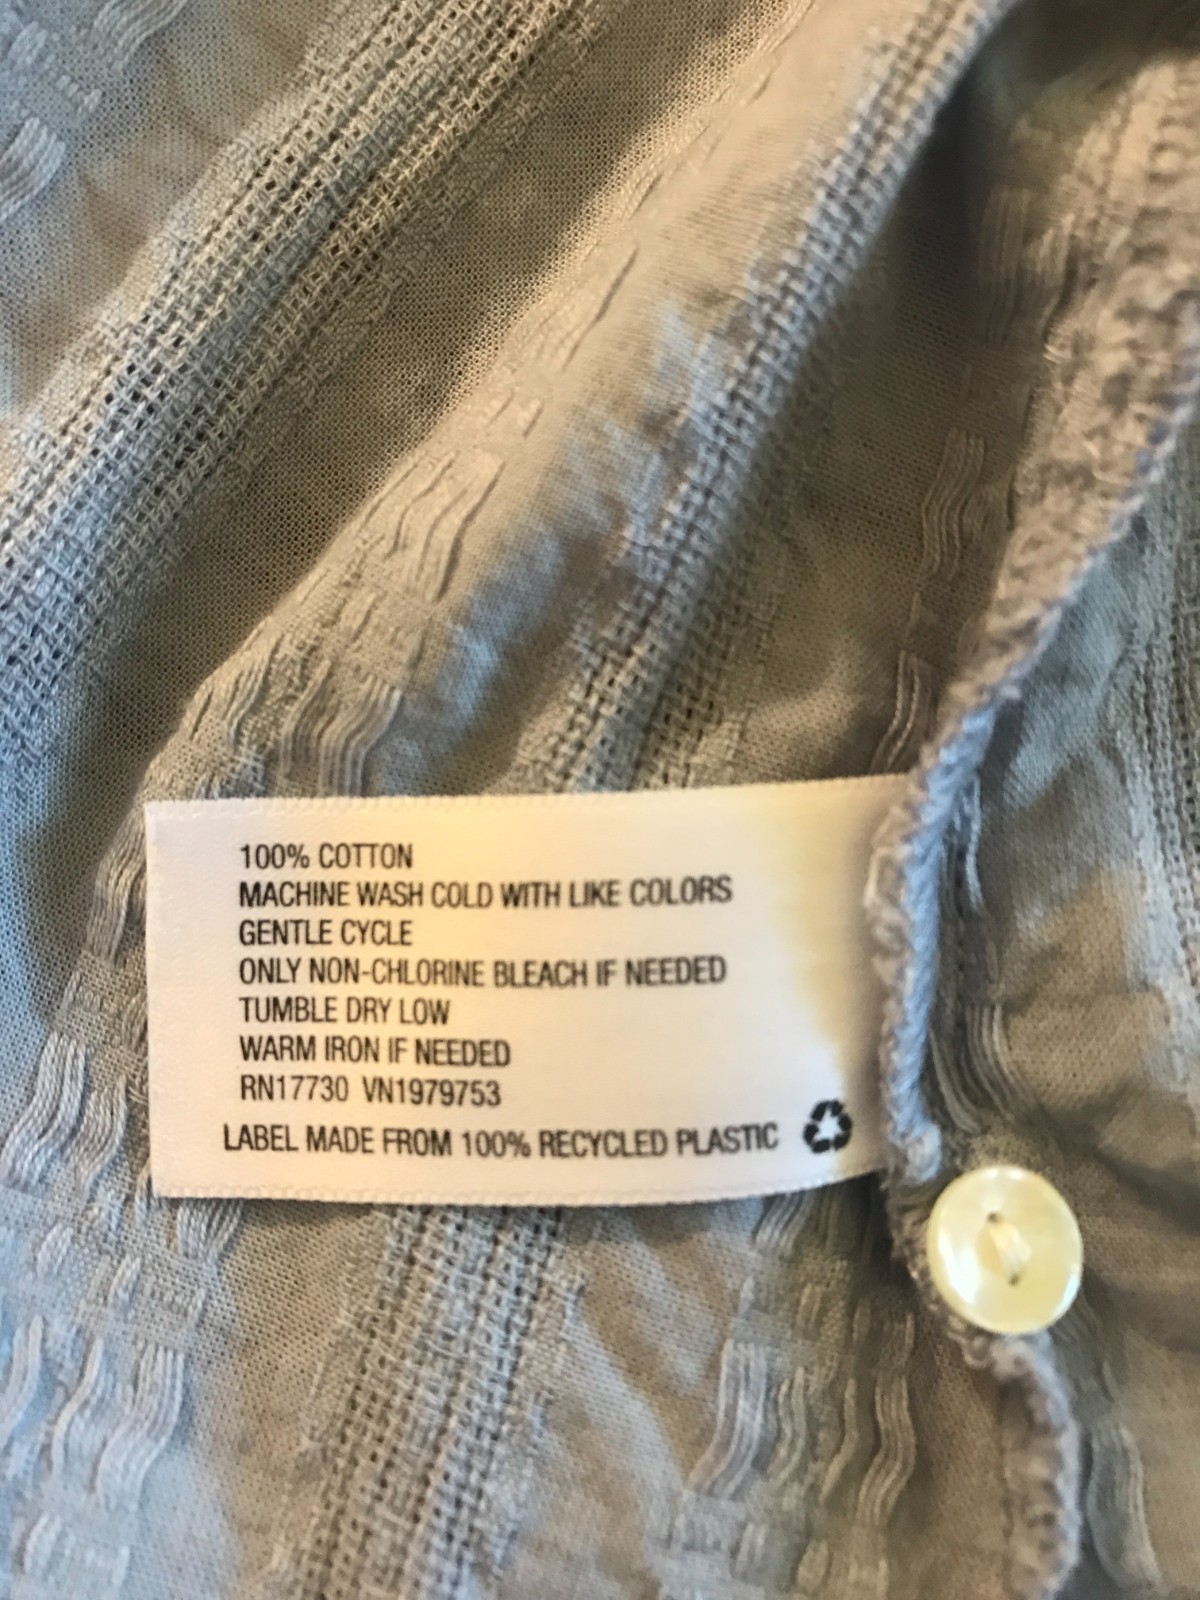 100% COTTON
MACHINE WASH COLD WITH LIKE COLORS
GENTLE CYCLE
ONLY NON-CHLORINE BLEACH IF NEEDED
TUMBLE DRY LOW
WARM IRON IF NEEDED
RN17730 VN1979753
LABEL MADE FROM 100% RECYCLED PLASTIC